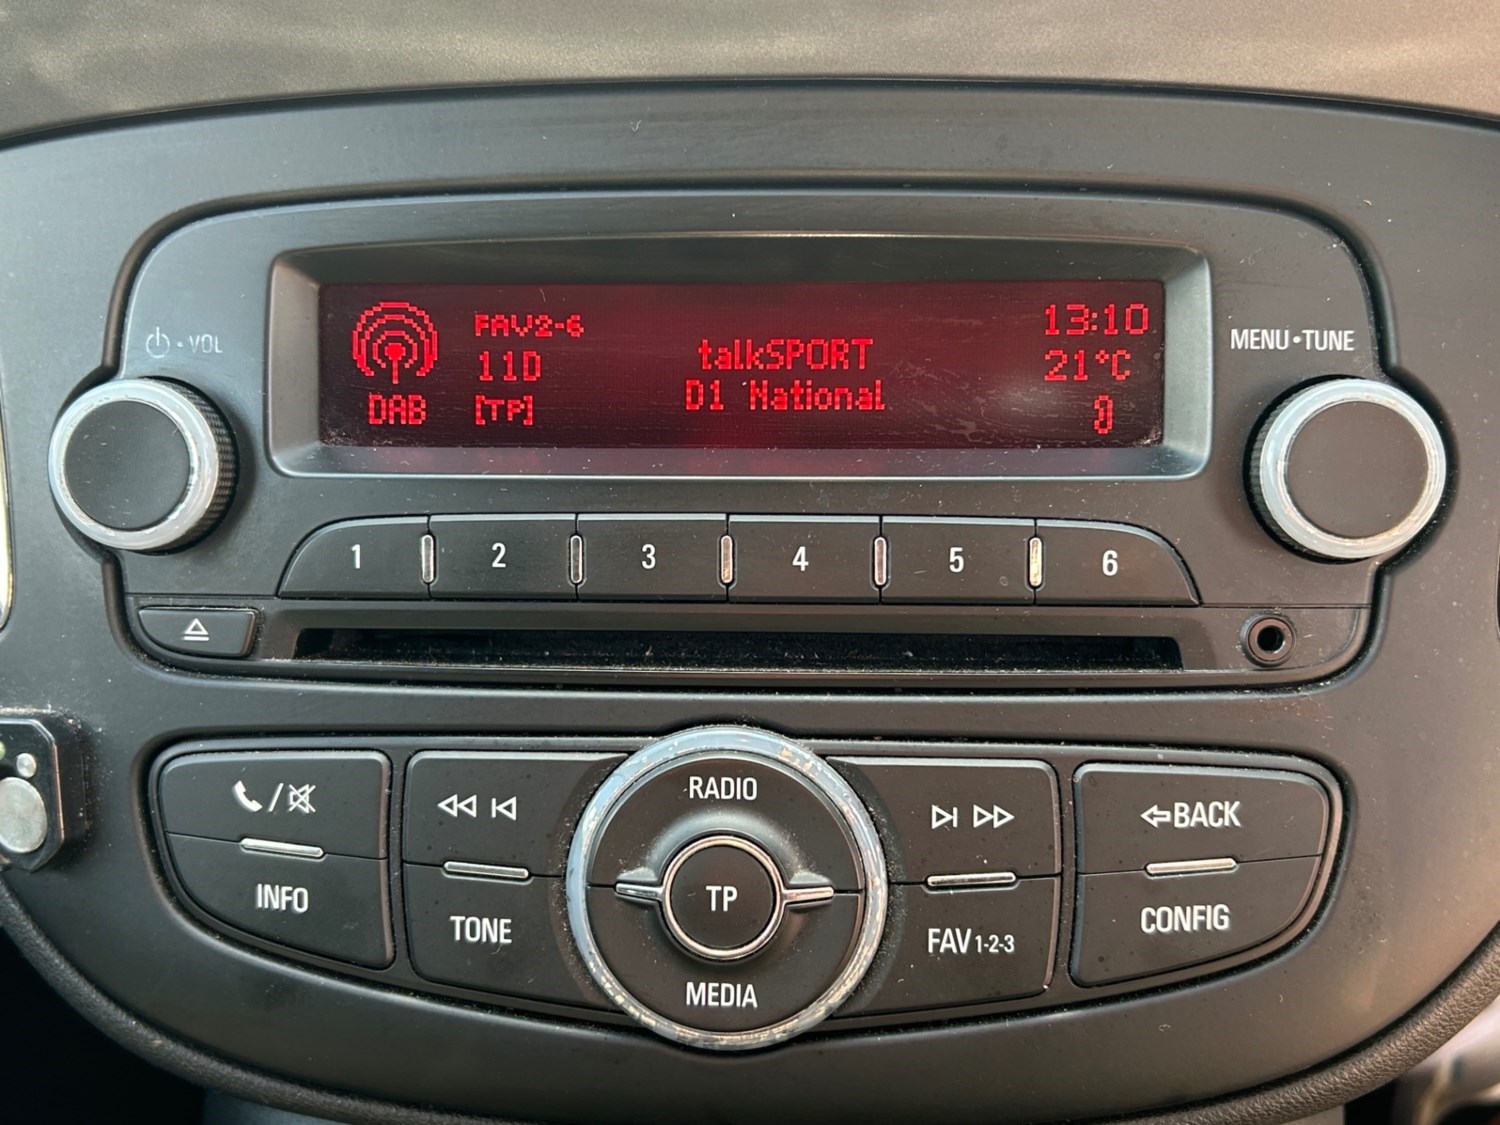 FAV2-6
13:10
talkSPORT
11D
21°C
D1 National
DAB
[TP]
VOL
MENU•TUNE
1
2
3
4
5
6
RADIO
BACK
INFO
TONE
TP
FAV 1-2-3
CONFIG
MEDIA